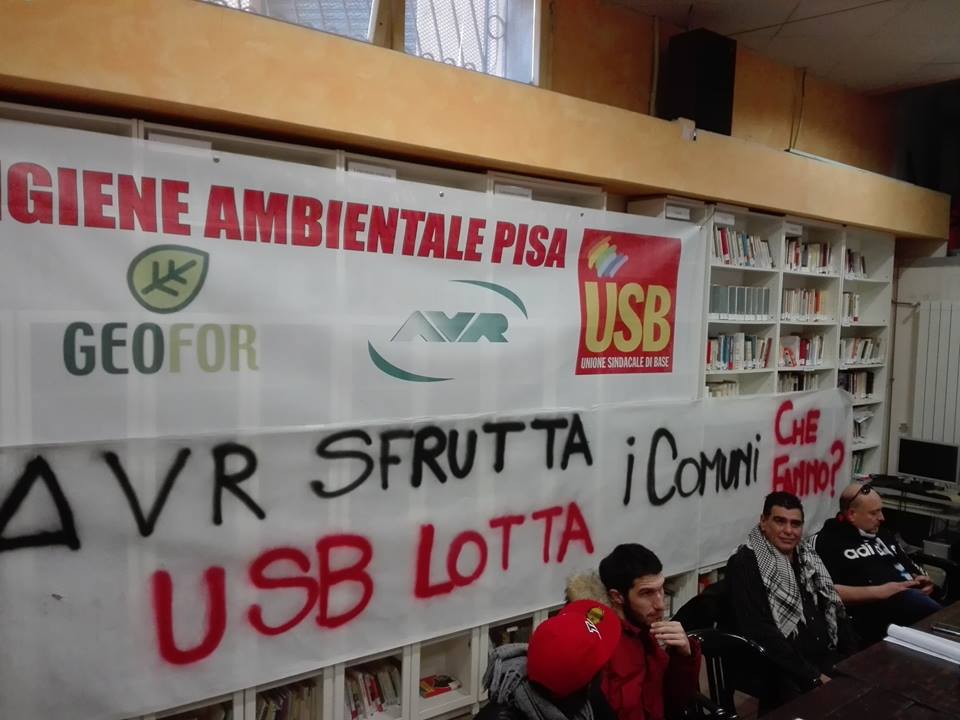 IGIENE AMBIENTALE PISA
GEOFOR
AVR
USB
UNIONE SINDACALE DI BASE
AVR SFRUTTA i COMUNI CHE FANNO?
USB LOTTA
adidas